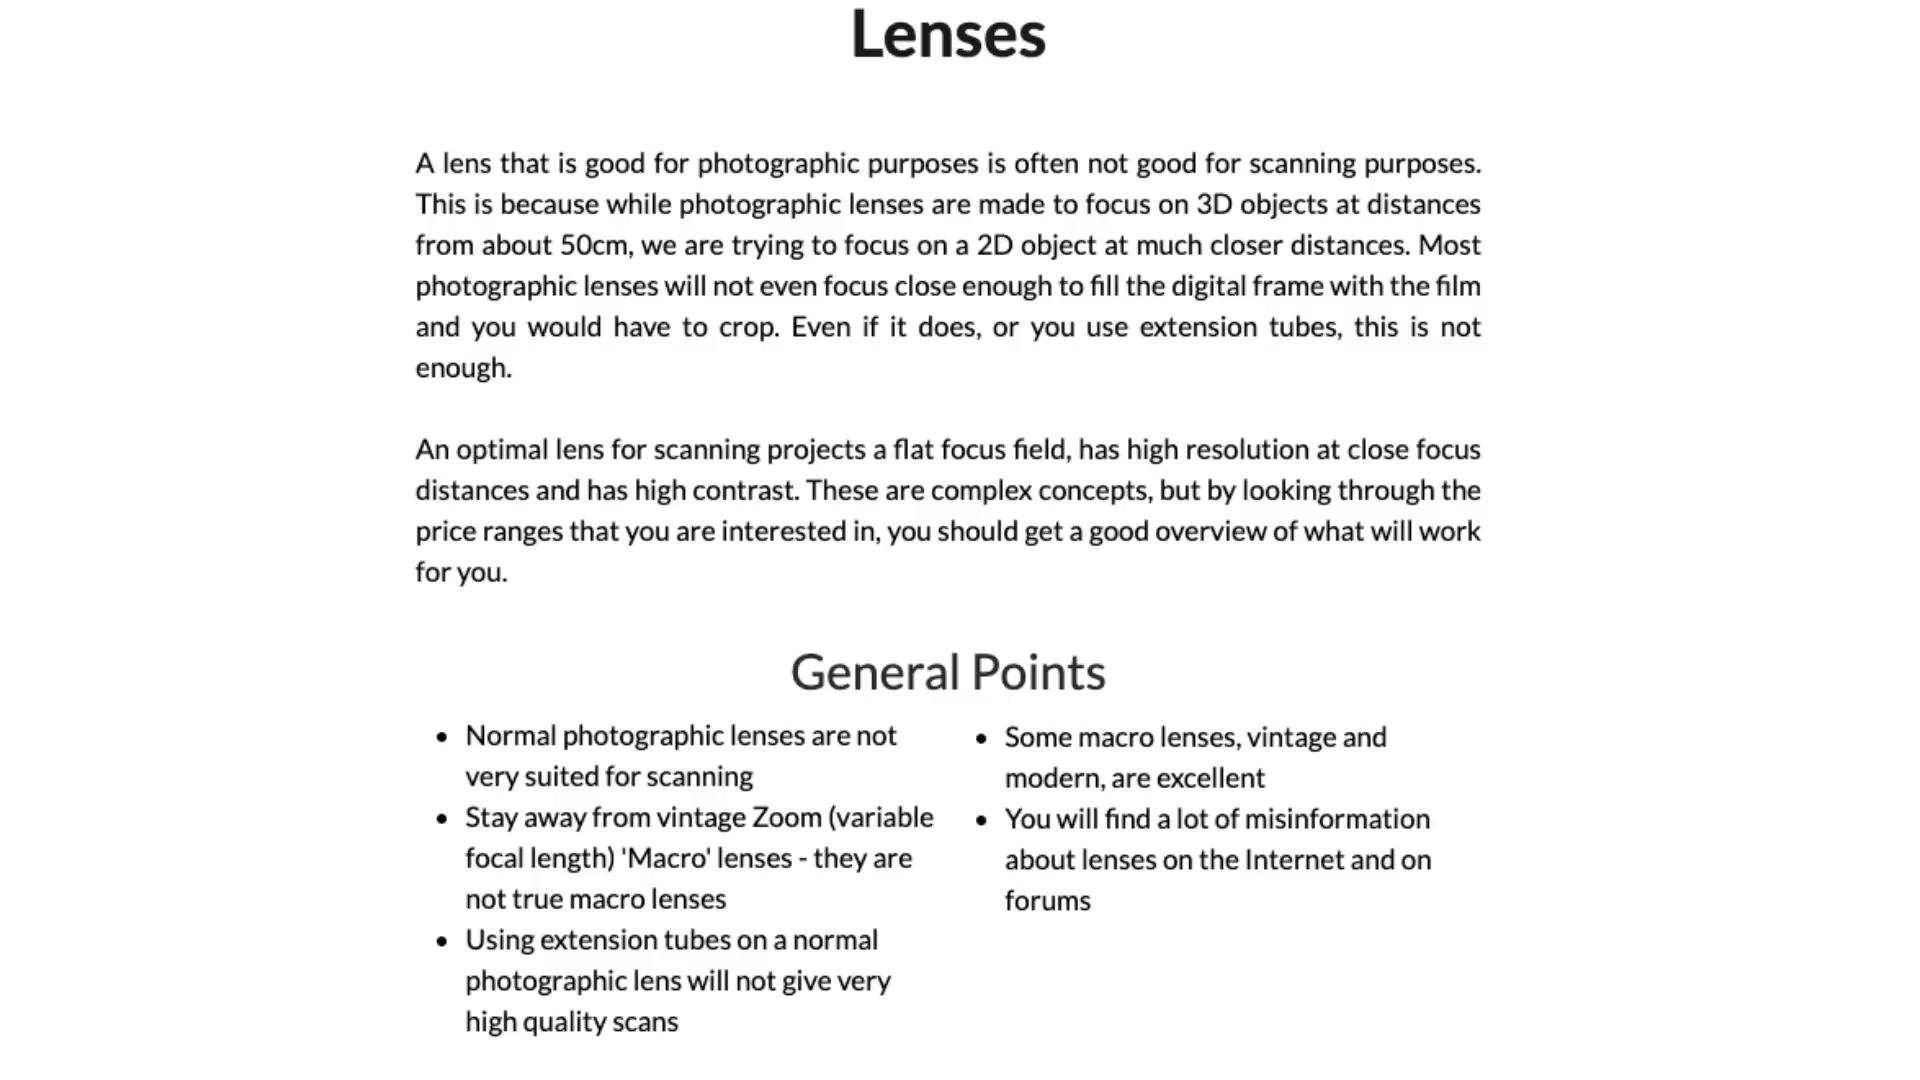 Lenses
A lens that is good for photographic purposes is often not good for scanning purposes.
This is because while photographic lenses are made to focus on 3D objects at distances
from about 50cm, we are trying to focus on a 2D object at much closer distances. Most
photographic lenses will not even focus close enough to fill the digital frame with the film
and you would have to crop. Even if it does, or you use extension tubes, this is not
enough.
An optimal lens for scanning projects a flat focus field, has high resolution at close focus
distances and has high contrast. These are complex concepts, but by looking through the
price ranges that you are interested in, you should get a good overview of what will work
for you.
General Points
• Normal photographic lenses are not
very suited for scanning
• Stay away from vintage Zoom (variable
focal length) 'Macro' lenses - they are
not true macro lenses
• Using extension tubes on a normal
photographic lens will not give very
high quality scans
• Some macro lenses, vintage and
modern, are excellent
• You will find a lot of misinformation
about lenses on the Internet and on
forums